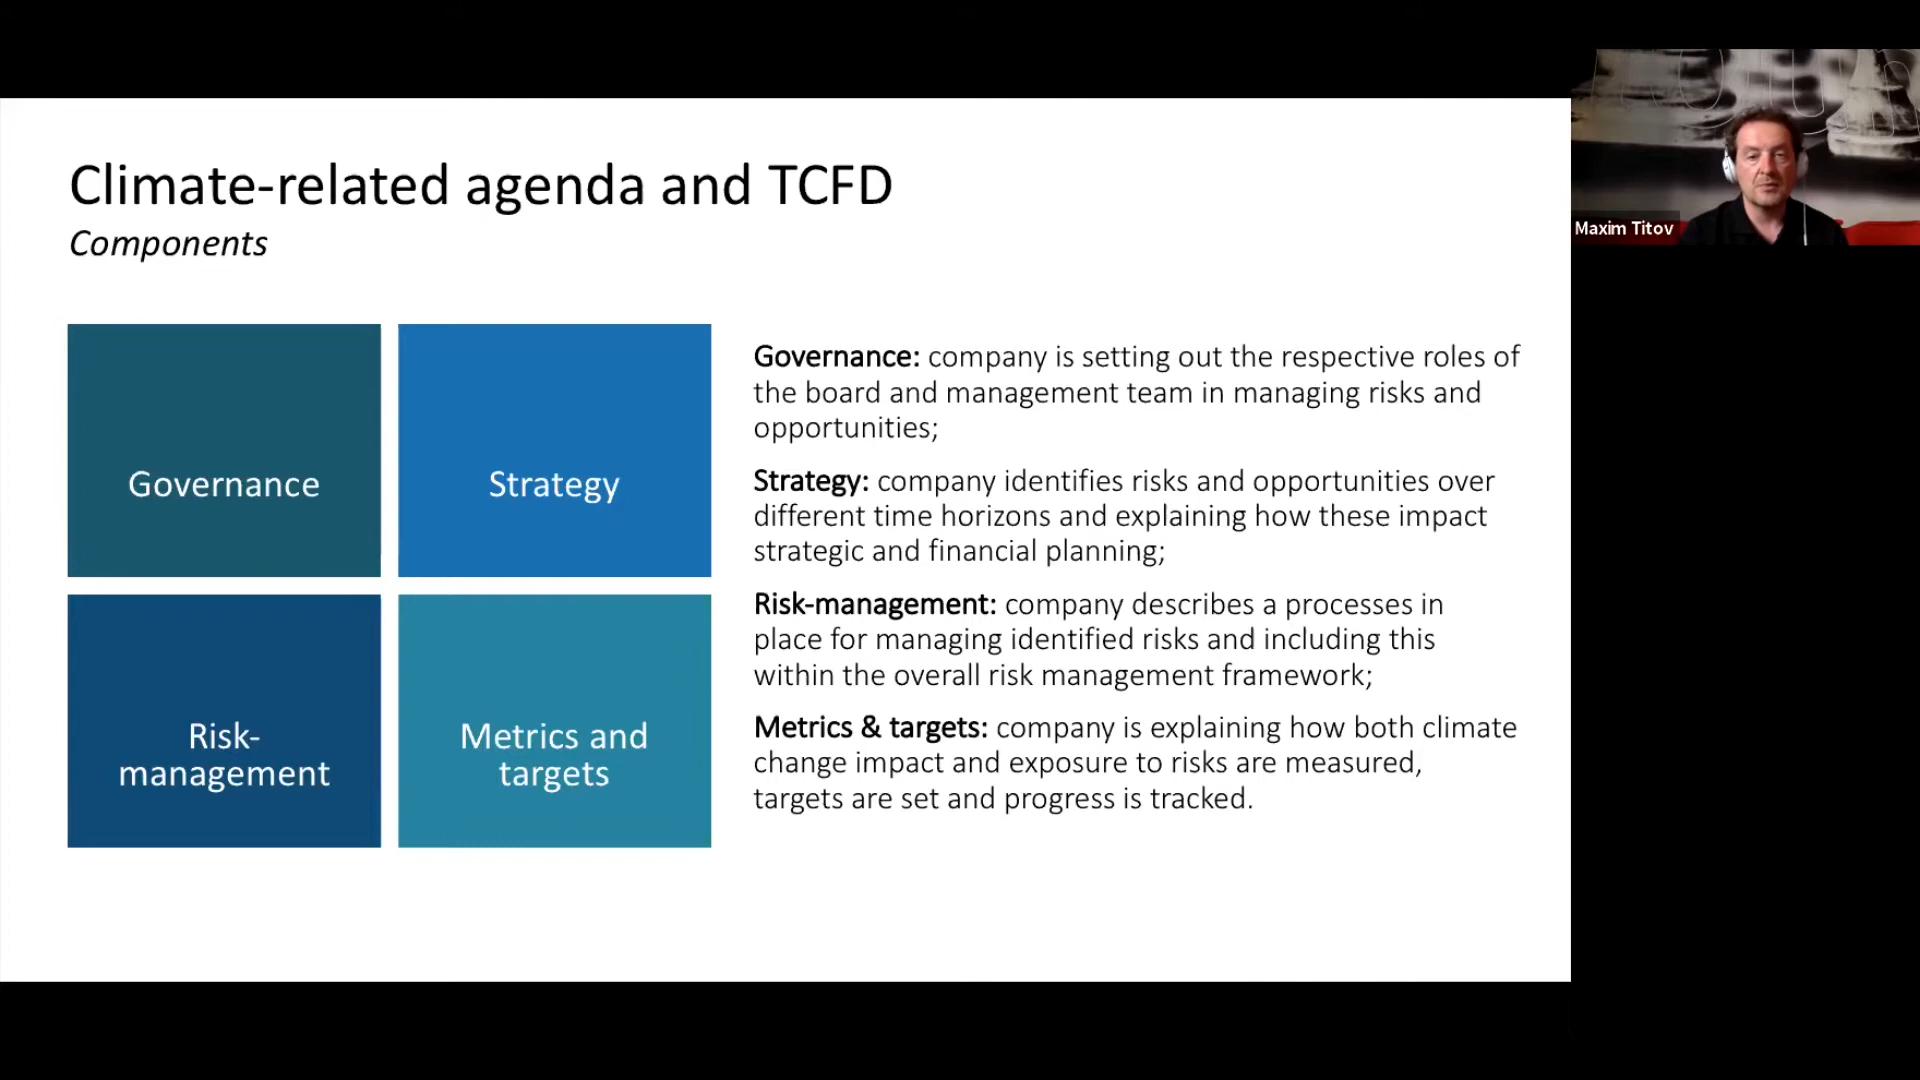 Climate-related agenda and TCFD
Components
Governance
Strategy
Risk-
management
Metrics and
targets
Governance: company is setting out the respective roles of
the board and management team in managing risks and
opportunities;
Strategy: company identifies risks and opportunities over
different time horizons and explaining how these impact
strategic and financial planning;
Risk-management: company describes a processes in
place for managing identified risks and including this
within the overall risk management framework;
Metrics & targets: company is explaining how both climate
change impact and exposure to risks are measured,
targets are set and progress is tracked.
Maxim Titov